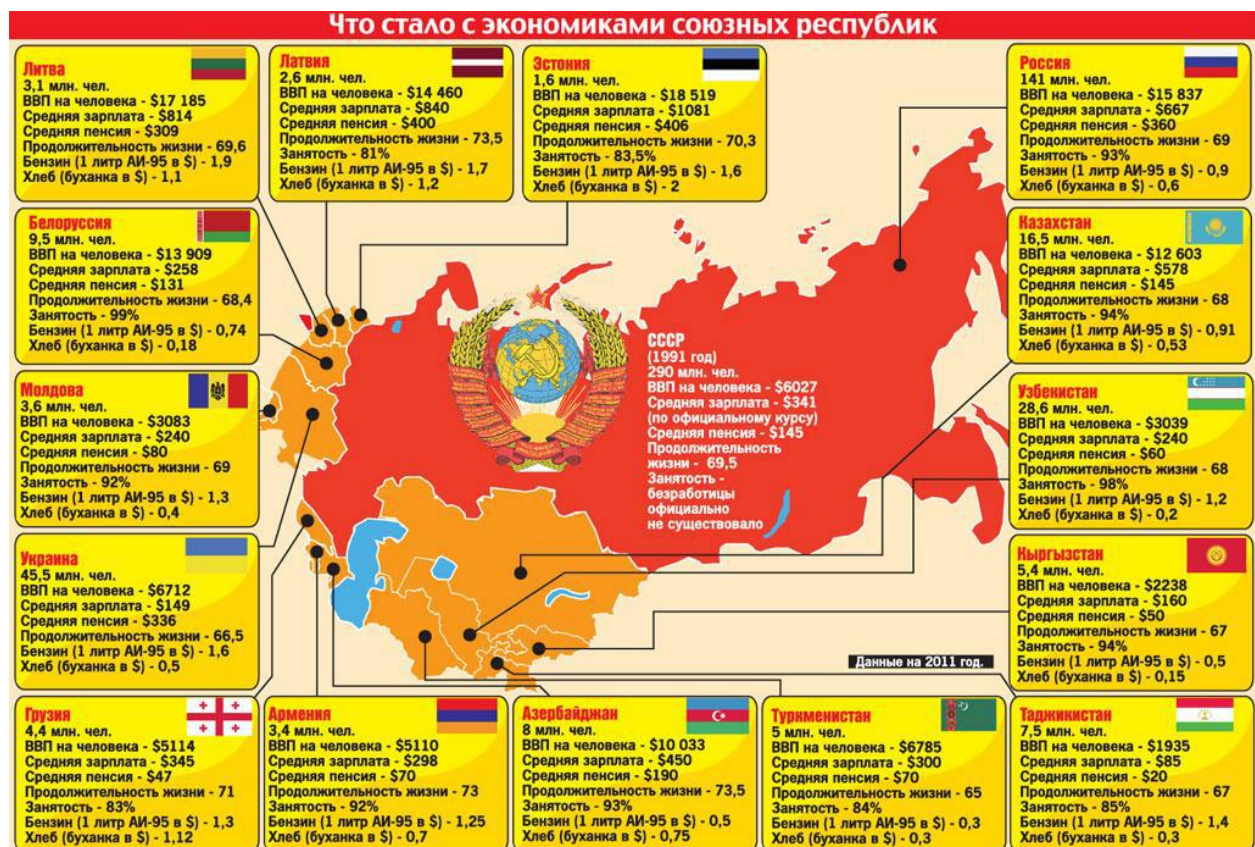 Что стало с экономиками союзных республик
Литва
3,1 млн. чел.
ВВП на человека - $17 185
Средняя зарплата - $814
Средняя пенсия - $309
Продолжительность жизни - 69,6
Бензин (1 литр АИ-95 в $) - 1,9
Хлеб (буханка в $) - 1,1
Латвия
2,6 млн. чел.
ВВП на человека - $14 460
Средняя зарплата - $840
Средняя пенсия - $400
Продолжительность жизни - 73,5
Занятость - 81%
Бензин (1 литр АИ-95 в $) - 1,7
Хлеб (буханка в $) - 1,2
Эстония
1,6 млн. чел.
ВВП на человека - $18 519
Средняя зарплата - $1081
Средняя пенсия - $406
Продолжительность жизни - 70,3
Занятость - 83,5%
Бензин (1 литр АИ-95 в $) - 1,6
Хлеб (буханка в $) - 2
Россия
141 млн. чел.
ВВП на человека - $15 837
Средняя зарплата - $667
Средняя пенсия - $360
Продолжительность жизни - 69
Занятость - 93%
Бензин (1 литр АИ-95 в $) - 0,9
Хлеб (буханка в $) - 0,6
Белоруссия
9,5 млн. чел.
ВВП на человека - $13 909
Средняя зарплата - $258
Средняя пенсия - $131
Продолжительность жизни - 68,4
Занятость - 99%
Бензин (1 литр АИ-95 в $) - 0,74
Хлеб (буханка в $) - 0,18
Казахстан
16,5 млн. чел.
ВВП на человека - $12 603
Средняя зарплата - $578
Средняя пенсия - $145
Продолжительность жизни - 68
Занятость - 94%
Бензин (1 литр АИ-95 в $) - 0,91
Хлеб (буханка в $) - 0,53
СССР
(1991 год)
290 млн. чел.
ВВП на человека - $6027
Средняя зарплата - $341
(по официальному курсу)
Средняя пенсия - $145
Продолжительность
жизни - 69,5
Занятость -
безработицы
официально
не существовало
Молдова
3,6 млн. чел.
ВВП на человека - $3083
Средняя зарплата - $240
Средняя пенсия - $80
Продолжительность жизни - 69
Занятость - 92%
Бензин (1 литр АИ-95 в $) - 1,3
Хлеб (буханка в $) - 0,4
Узбекистан
28,6 млн. чел.
ВВП на человека - $3039
Средняя зарплата - $240
Средняя пенсия - $60
Продолжительность жизни - 68
Занятость - 98%
Бензин (1 литр АИ-95 в $) - 1,2
Хлеб (буханка в $) - 0,2
Украина
45,5 млн. чел.
ВВП на человека - $6712
Средняя зарплата - $149
Средняя пенсия - $336
Продолжительность жизни - 66,5
Бензин (1 литр АИ-95 в $) - 1,6
Хлеб (буханка в $) - 0,5
Кыргызстан
5,4 млн. чел.
ВВП на человека - $2238
Средняя зарплата - $160
Средняя пенсия - $50
Продолжительность жизни - 67
Занятость - 94%
Бензин (1 литр АИ-95 в $) - 0,5
Хлеб (буханка в $) - 0,15
Данные на 2011 год.
Грузия
4,4 млн. чел.
ВВП на человека - $5114
Средняя зарплата - $345
Средняя пенсия - $47
Продолжительность жизни - 71
Занятость - 83%
Бензин (1 литр АИ-95 в $) - 1,3
Хлеб (буханка в $) - 1,12
Армения
3,4 млн. чел.
ВВП на человека - $5110
Средняя зарплата - $298
Средняя пенсия - $70
Продолжительность жизни - 73
Занятость - 92%
Бензин (1 литр АИ-95 в $) - 1,25
Хлеб (буханка в $) - 0,7
Азербайджан
8 млн. чел.
ВВП на человека - $10 033
Средняя зарплата - $450
Средняя пенсия - $190
Продолжительность жизни - 73,5
Занятость - 93%
Бензин (1 литр АИ-95 в $) - 0,5
Хлеб (буханка в $) - 0,75
Туркменистан
5 млн. чел.
ВВП на человека - $6785
Средняя зарплата - $300
Средняя пенсия - $70
Продолжительность жизни - 65
Занятость - 84%
Бензин (1 литр АИ-95 в $) - 0,3
Хлеб (буханка в $) - 0,3
Таджикистан
7,5 млн. чел.
ВВП на человека - $1935
Средняя зарплата - $85
Средняя пенсия - $20
Продолжительность жизни - 67
Занятость - 85%
Бензин (1 литр АИ-95 в $) - 1,4
Хлеб (буханка в $) - 0,3